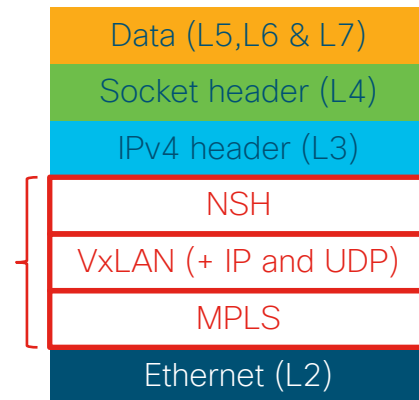 Data (L5,L6 & L7)
Socket header (L4)
IPv4 header (L3)
NSH
VxLAN (+ IP and UDP)
MPLS
Ethernet (L2)